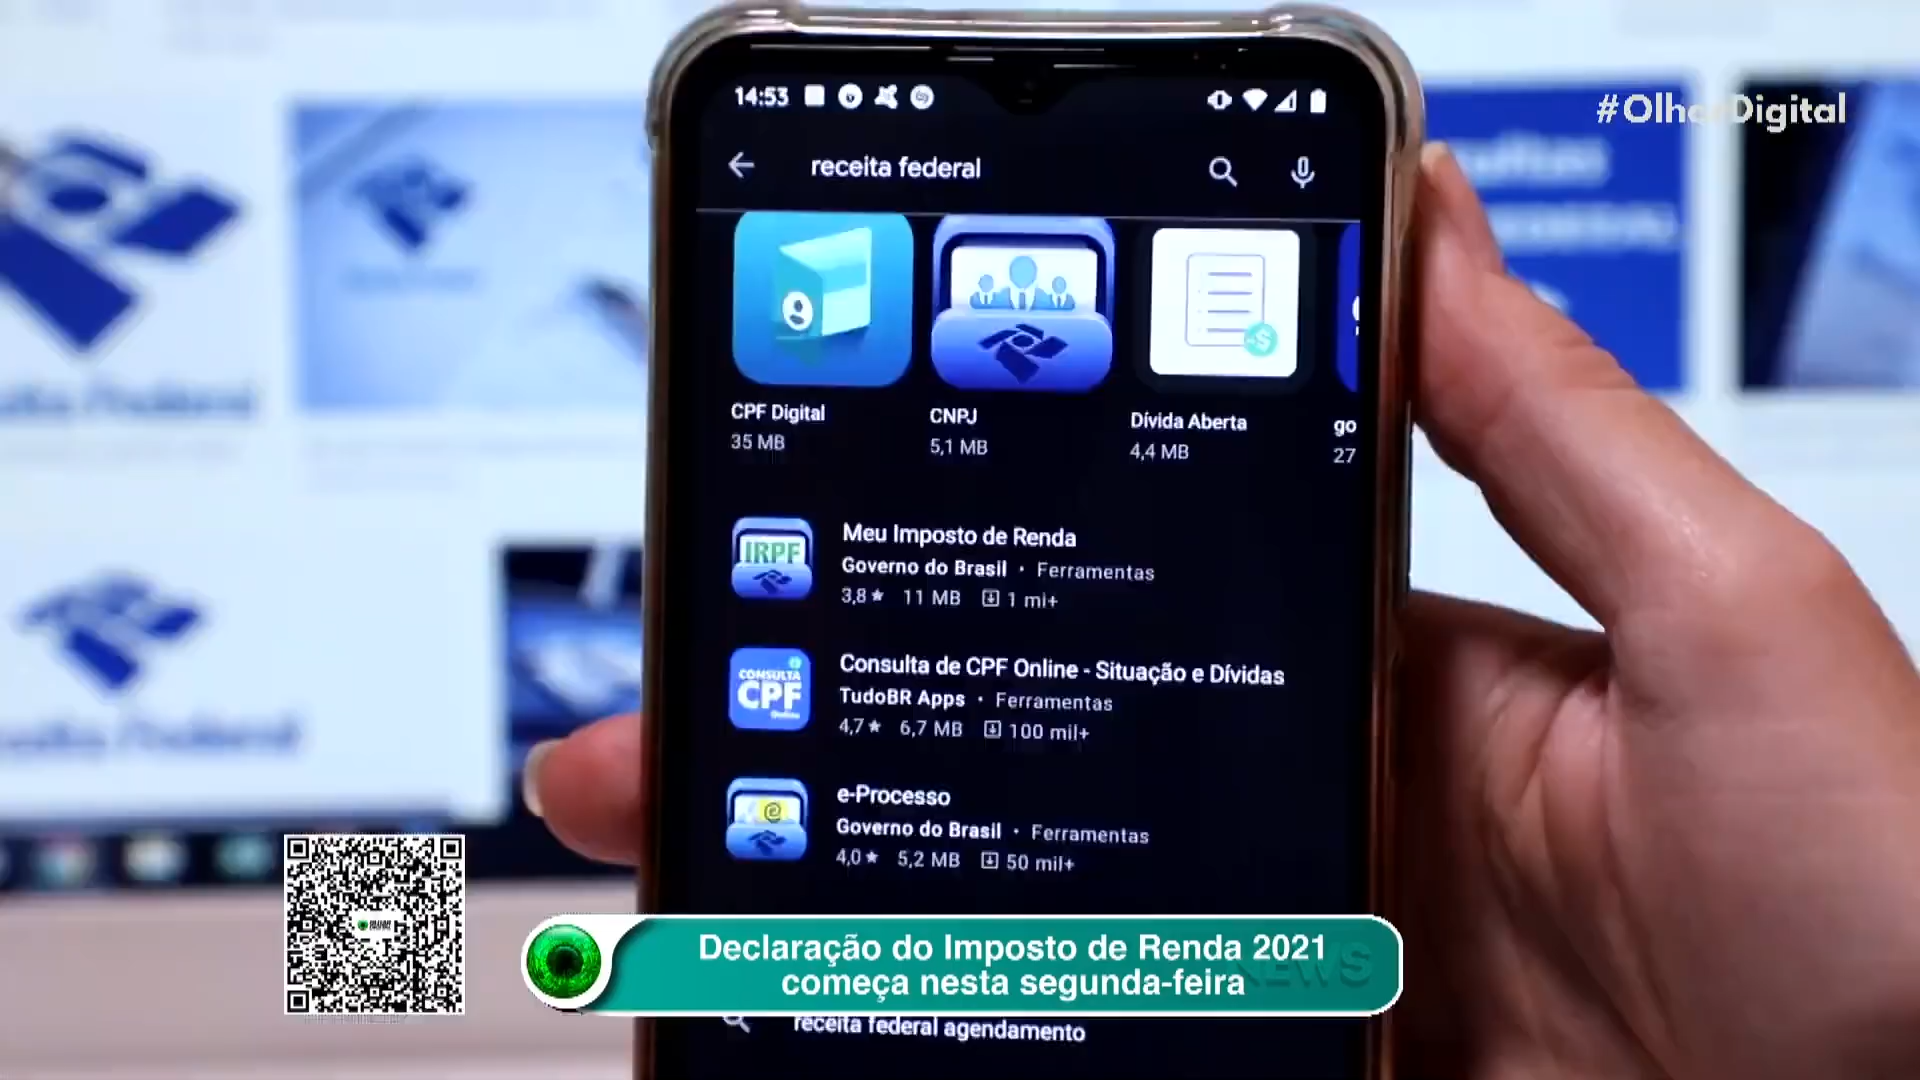 14:53
#OlharDigital
receita federal
CPF Digital
35 MB
CNPJ
5,1 MB
Dívida Aberta
4,4 MB
go
27
IRPF
Meu Imposto de Renda
Governo do Brasil · Ferramentas
3,8★ 11 MB 1 mi+
CONSULTA
CPF
Online
Consulta de CPF Online - Situação e Dívidas
TudoBR Apps · Ferramentas
4,7★ 6,7 MB 100 mil+
e-Processo
Governo do Brasil · Ferramentas
4,0★ 5,2 MB 50 mil+
Declaração do Imposto de Renda 2021
começa nesta segunda-feira
NEWS
receita federal agendamento